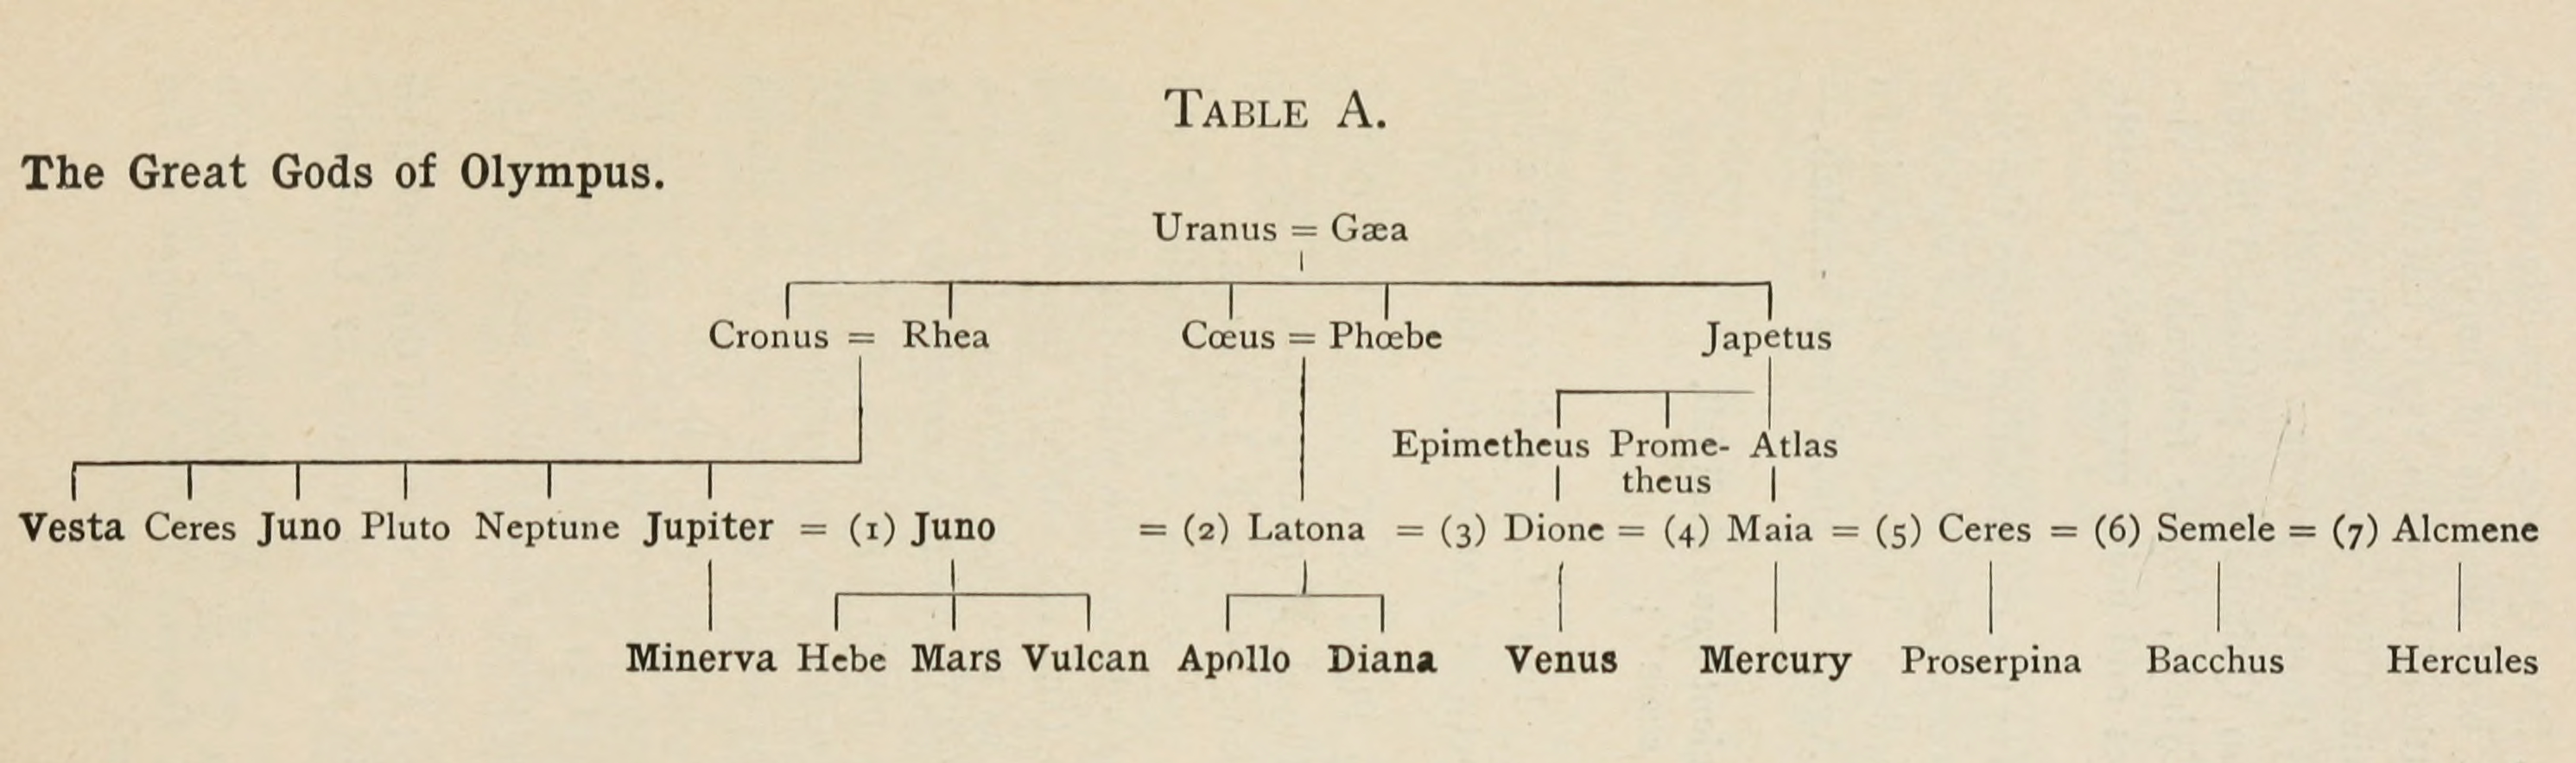 TABLE A.
The Great Gods of Olympus.
Uranus = Gæa
Cronus = Rhea Cœus = Phœbe Japetus
Epimetheus Prome- Atlas
theus
Vesta Ceres Juno Pluto Neptune Jupiter = (1) Juno = (2) Latona = (3) Dione = (4) Maia = (5) Ceres = (6) Semele = (7) Alcmene
Minerva Hebe Mars Vulcan Apollo Diana Venus Mercury Proserpina Bacchus Hercules